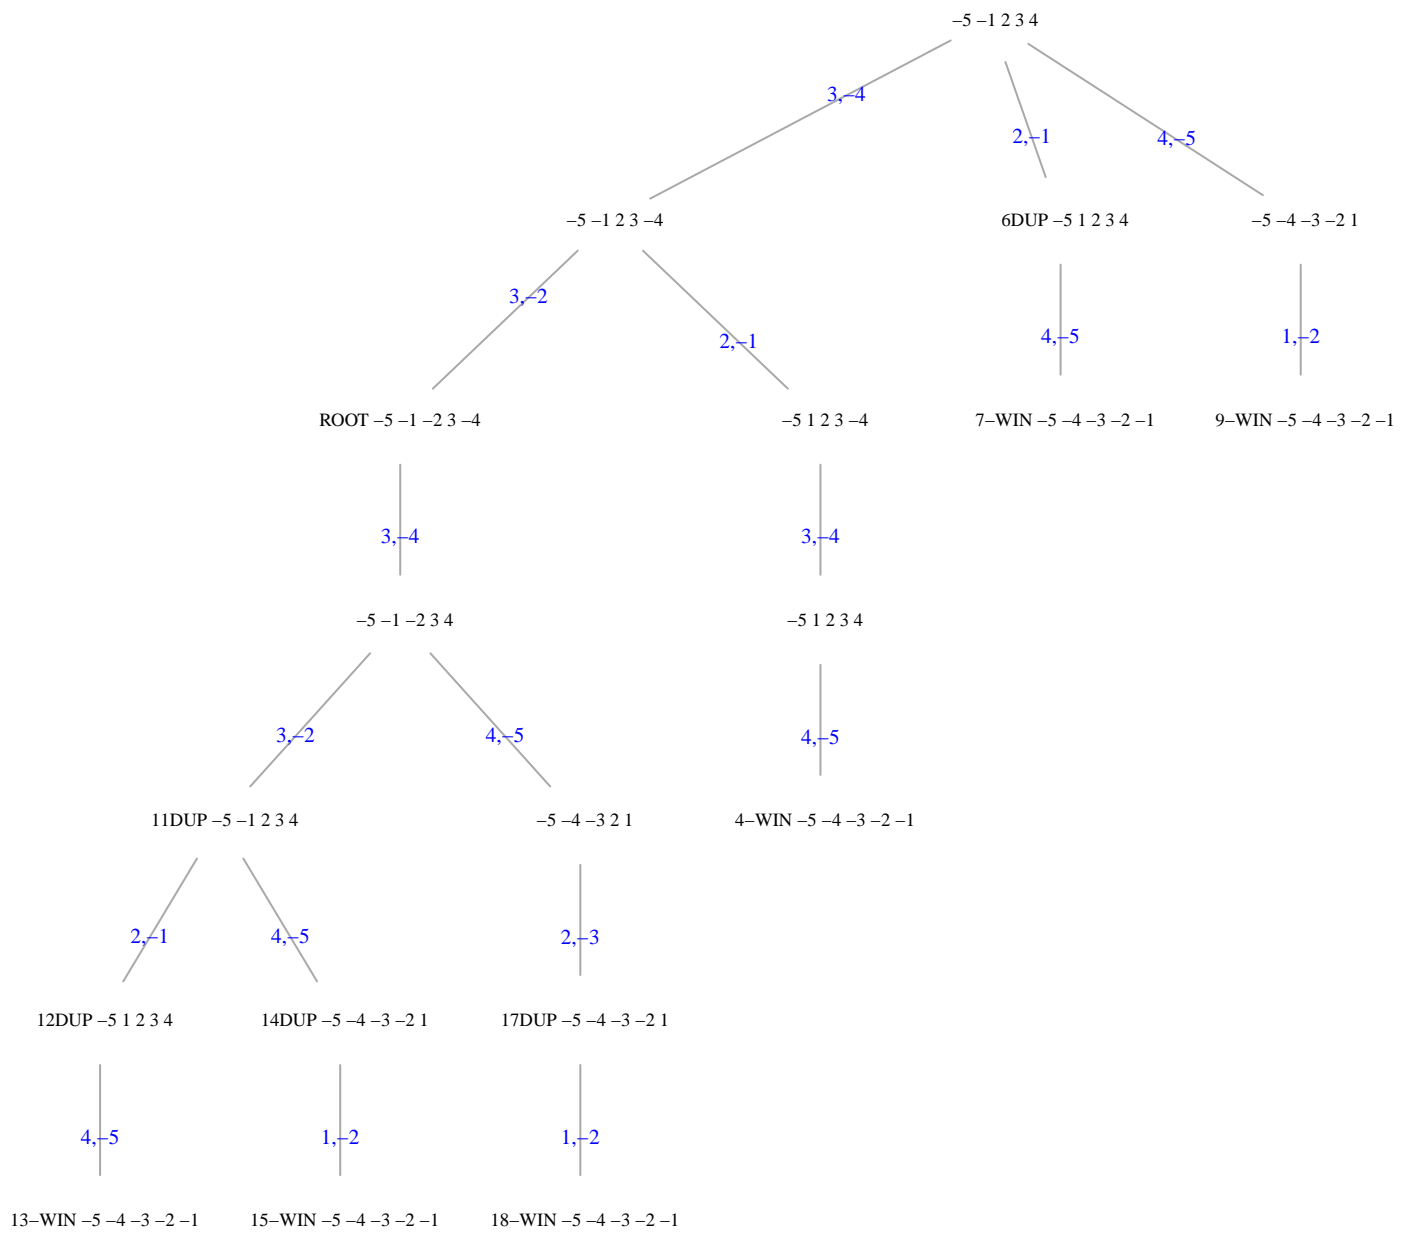 –5 –1 2 3 4
3,–4
2,–1
4,–5
–5 –1 2 3 –4
6DUP –5 1 2 3 4
–5 –4 –3 –2 1
3,–2
2,–1
4,–5
1,–2
ROOT –5 –1 –2 3 –4
–5 1 2 3 –4
7–WIN –5 –4 –3 –2 –1
9–WIN –5 –4 –3 –2 –1
3,–4
3,–4
–5 –1 –2 3 4
–5 1 2 3 4
3,–2
4,–5
4,–5
11DUP –5 –1 2 3 4
–5 –4 –3 2 1
4–WIN –5 –4 –3 –2 –1
2,–1
4,–5
2,–3
12DUP –5 1 2 3 4
14DUP –5 –4 –3 –2 1
17DUP –5 –4 –3 –2 1
4,–5
1,–2
1,–2
13–WIN –5 –4 –3 –2 –1
15–WIN –5 –4 –3 –2 –1
18–WIN –5 –4 –3 –2 –1